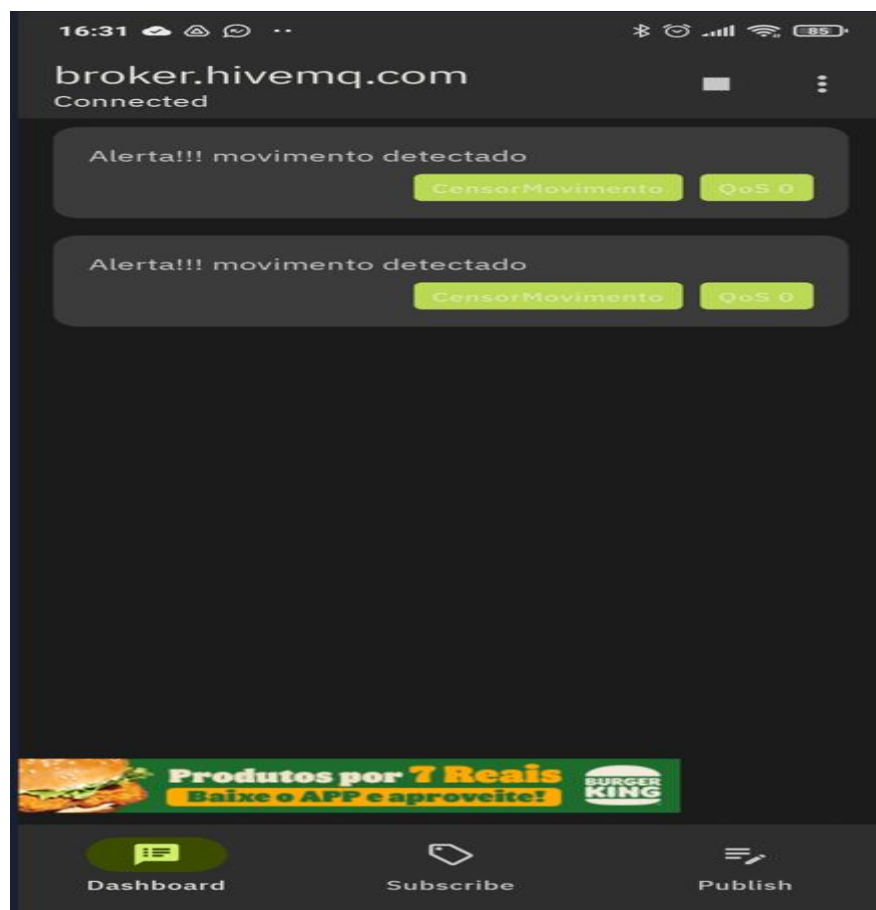 16:31
85
broker.hivemq.com
Connected
Alerta!!! movimento detectado
CensorMovimento QoS 0
Alerta!!! movimento detectado
CensorMovimento QoS 0
Produtos por 7 Reais
Baixe o APP e aproveite!
BURGER
KING
Dashboard Subscribe Publish